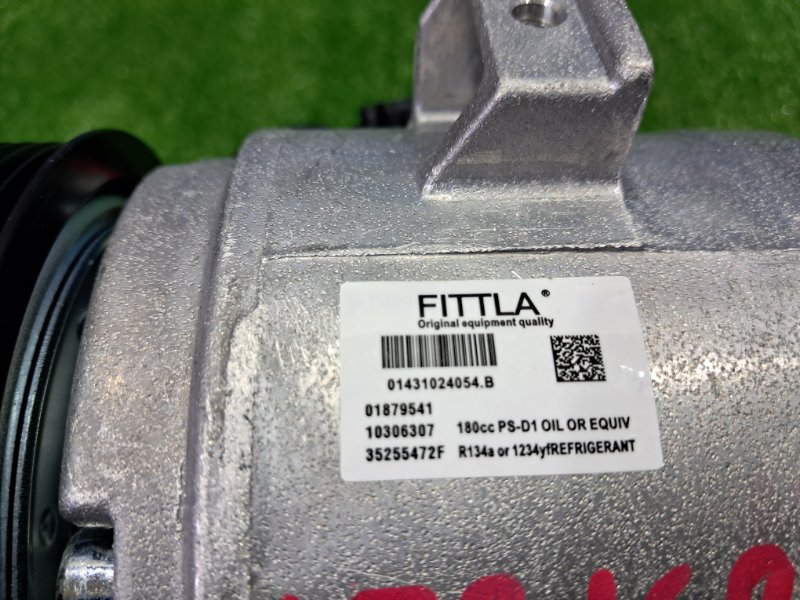 FITTLA®
Original equipment quality
01431024054.B
01879541
10306307 180cc PS-D1 OIL OR EQUIV
35255472F R134a or 1234yfREFRIGERANT